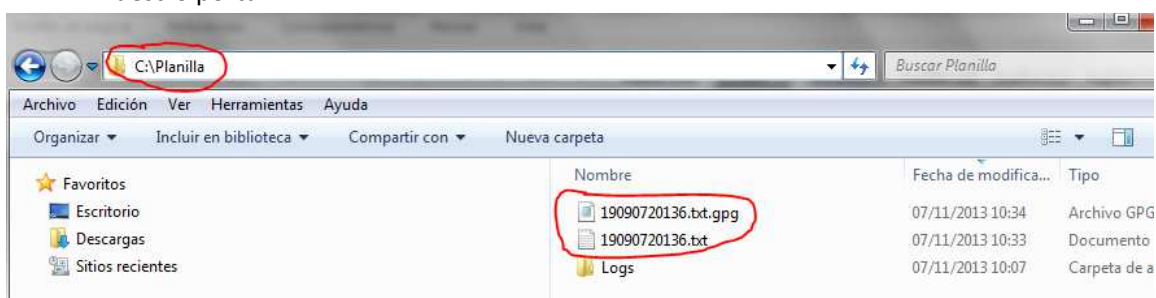 C:\Planilla
Buscar Planilla
Archivo Edición Ver Herramientas Ayuda
Organizar Incluir en biblioteca Compartir con Nueva carpeta
Nombre Fecha de modifica... Tipo
Favoritos
Escritorio
Descargas
Sitios recientes
19090720136.txt.gpg 07/11/2013 10:34 Archivo GPG
19090720136.txt 07/11/2013 10:33 Documento
Logs 07/11/2013 10:07 Carpeta de a